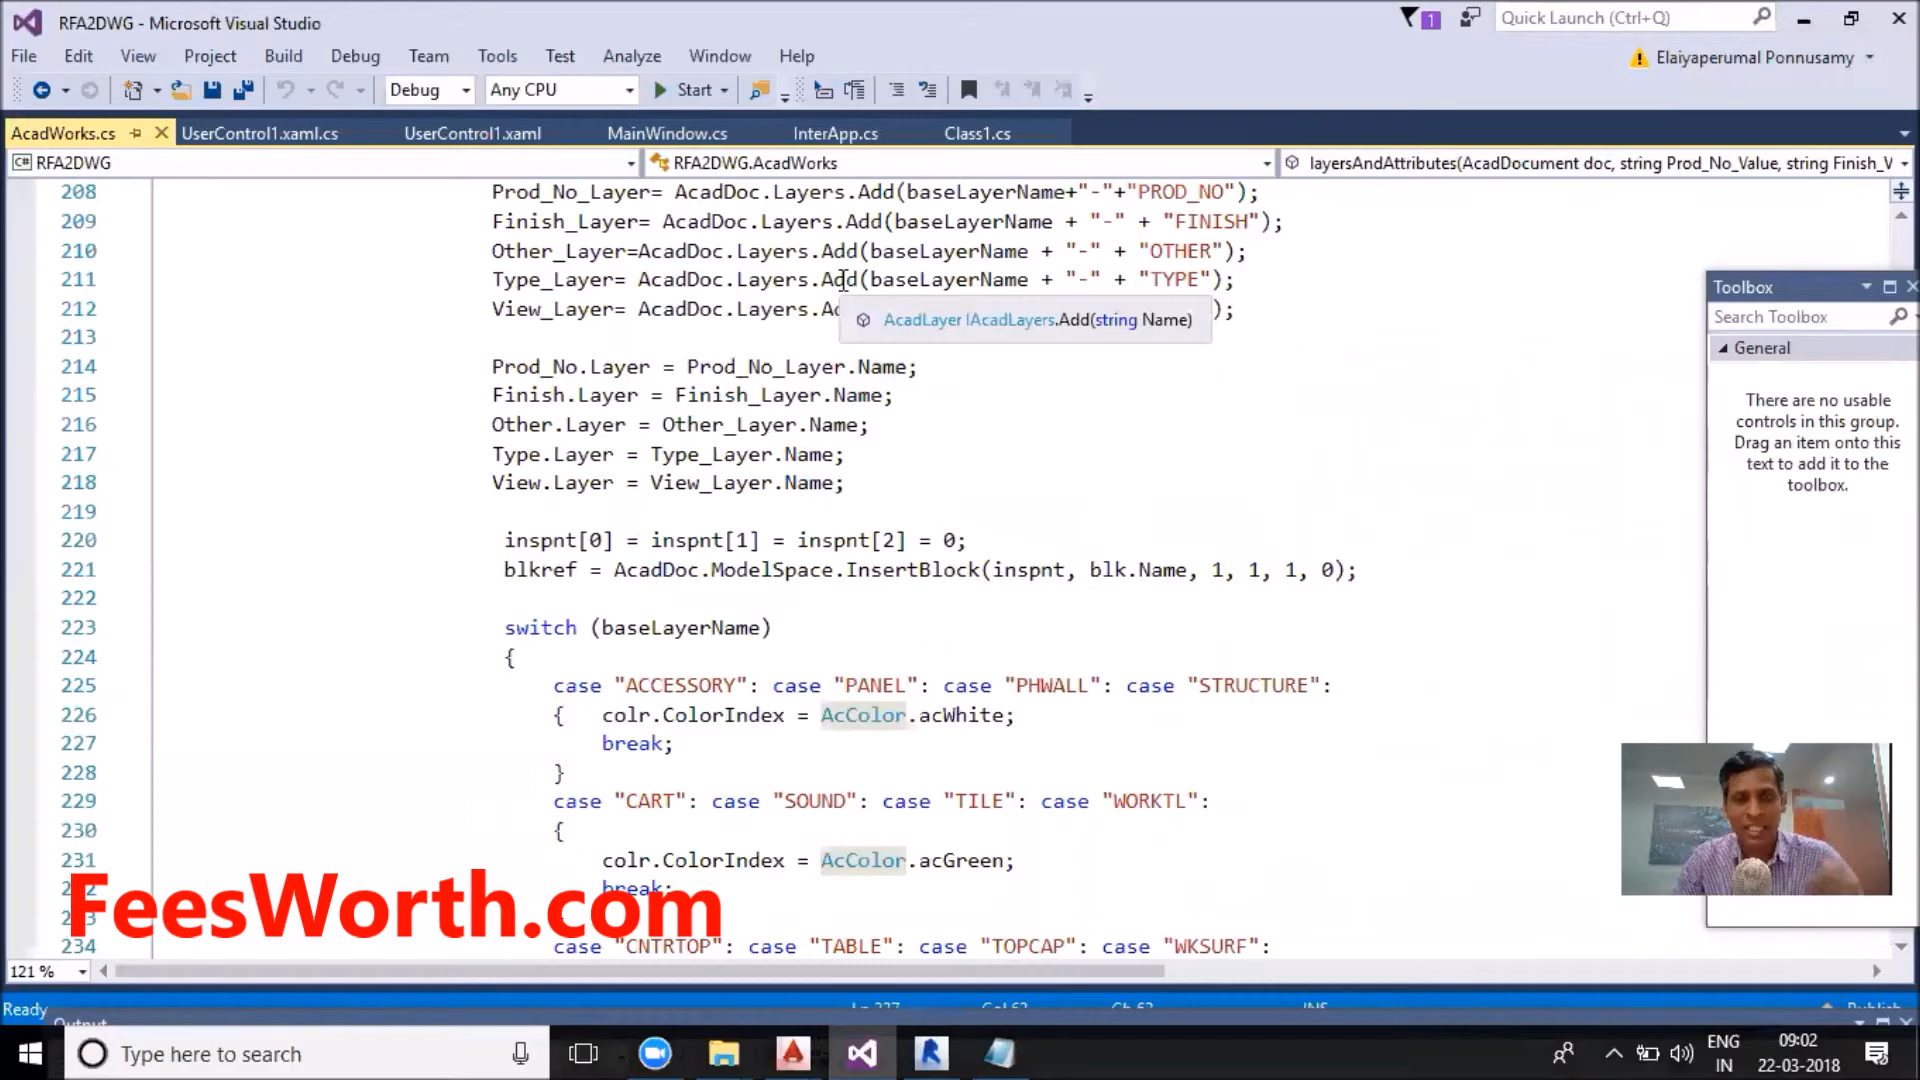 RFA2DWG - Microsoft Visual Studio
1
Quick Launch (Ctrl+Q)
File Edit View Project Build Debug Team Tools Test Analyze Window Help
Elaiyaperumal Ponnusamy
Debug Any CPU Start
AcadWorks.cs UserControl1.xaml.cs UserControl1.xaml MainWindow.cs InterApp.cs Class1.cs
C# RFA2DWG RFA2DWG.AcadWorks layersAndAttributes(AcadDocument doc, string Prod_No_Value, string Finish_V
208 Prod_No_Layer= AcadDoc.Layers.Add(baseLayerName+"-"+"PROD_NO");
209 Finish_Layer= AcadDoc.Layers.Add(baseLayerName + "-" + "FINISH");
210 Other_Layer=AcadDoc.Layers.Add(baseLayerName + "-" + "OTHER");
211 Type_Layer= AcadDoc.Layers.Add(baseLayerName + "-" + "TYPE");
212 View_Layer= AcadDoc.Layers.A );
AcadLayer IAcadLayers.Add(string Name)
213
214 Prod_No.Layer = Prod_No_Layer.Name;
215 Finish.Layer = Finish_Layer.Name;
216 Other.Layer = Other_Layer.Name;
217 Type.Layer = Type_Layer.Name;
218 View.Layer = View_Layer.Name;
219
220 inspnt[0] = inspnt[1] = inspnt[2] = 0;
221 blkref = AcadDoc.ModelSpace.InsertBlock(inspnt, blk.Name, 1, 1, 1, 0);
222
223 switch (baseLayerName)
224 {
225 case "ACCESSORY": case "PANEL": case "PHWALL": case "STRUCTURE":
226 { colr.ColorIndex = AcColor.acWhite;
227 break;
228 }
229 case "CART": case "SOUND": case "TILE": case "WORKTL":
230 {
231 colr.ColorIndex = AcColor.acGreen;
break;
234 case "CNTRTOP": case "TABLE": case "TOPCAP": case "WKSURF":
Toolbox
Search Toolbox
General
There are no usable
controls in this group.
Drag an item onto this
text to add it to the
toolbox.
FeesWorth.com
121 %
Ready
Output
Type here to search
ENG
IN
09:02
22-03-2018